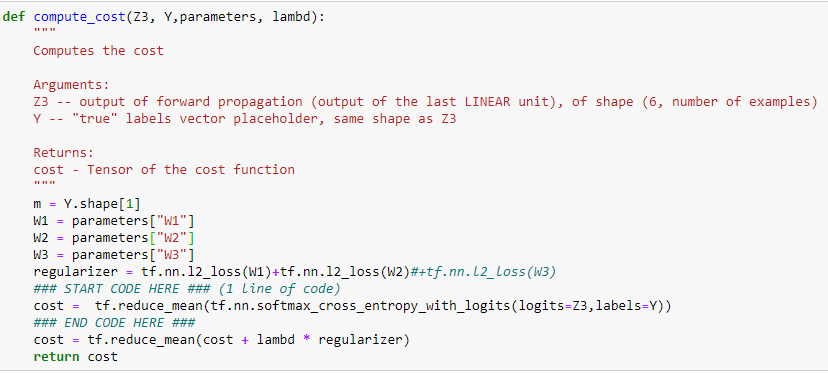 def compute_cost(Z3, Y,parameters, lambd):
"""
Computes the cost
Arguments:
Z3 -- output of forward propagation (output of the last LINEAR unit), of shape (6, number of examples)
Y -- "true" labels vector placeholder, same shape as Z3
Returns:
cost - Tensor of the cost function
"""
m = Y.shape[1]
W1 = parameters["W1"]
W2 = parameters["W2"]
W3 = parameters["W3"]
regularizer = tf.nn.l2_loss(W1)+tf.nn.l2_loss(W2)#+tf.nn.l2_loss(W3)
### START CODE HERE ### (1 line of code)
cost =  tf.reduce_mean(tf.nn.softmax_cross_entropy_with_logits(logits=Z3,labels=Y))
### END CODE HERE ###
cost = tf.reduce_mean(cost + lambd * regularizer)
return cost